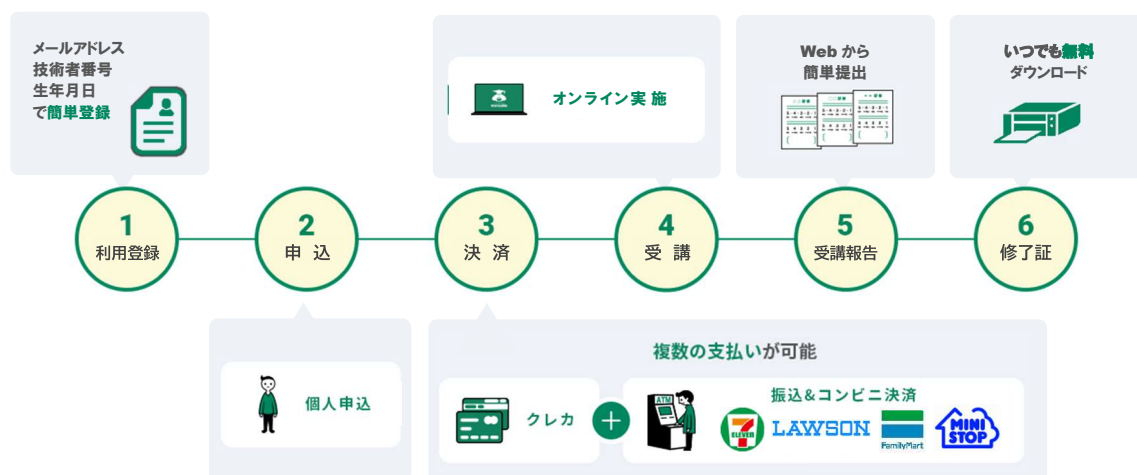 メールアドレス
技術者番号
生年月日
で簡単登録
オンライン実施
Webから
簡単提出
いつでも無料
ダウンロード
1
利用登録
2
申込
3
決済
4
受講
5
受講報告
6
修了証
個人申込
複数の支払いが可能
クレカ
ATM
振込&コンビニ決済
7
ELEVEN
LAWSON
FamilyMart
MINI
STOP